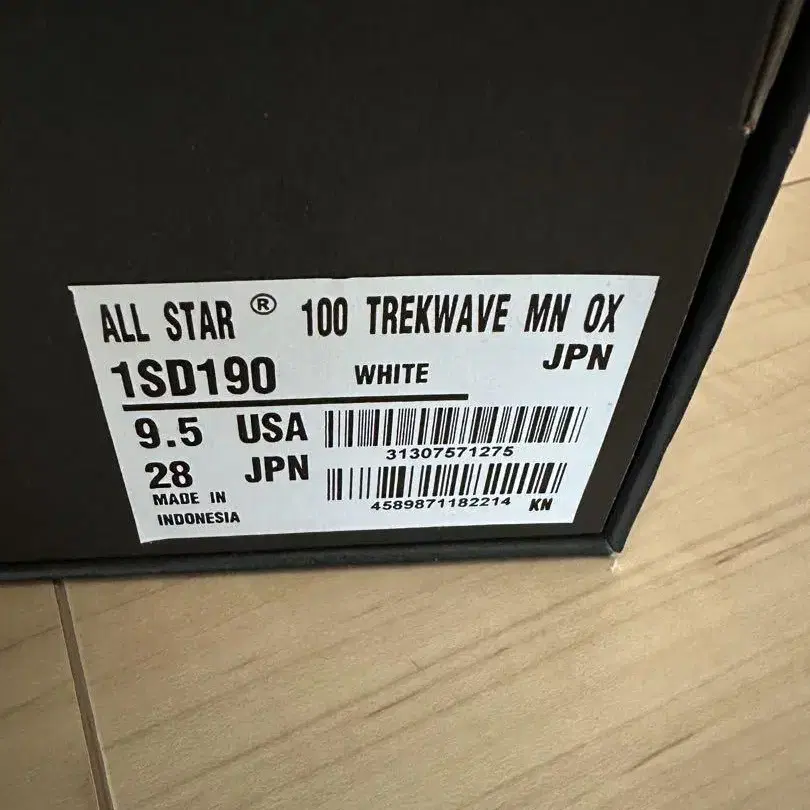 ALL STAR ® 100 TREKWAVE MN OX
JPN
1SD190 WHITE
9.5 USA
31307571275
28 JPN
4589871182214 KN
MADE IN
INDONESIA